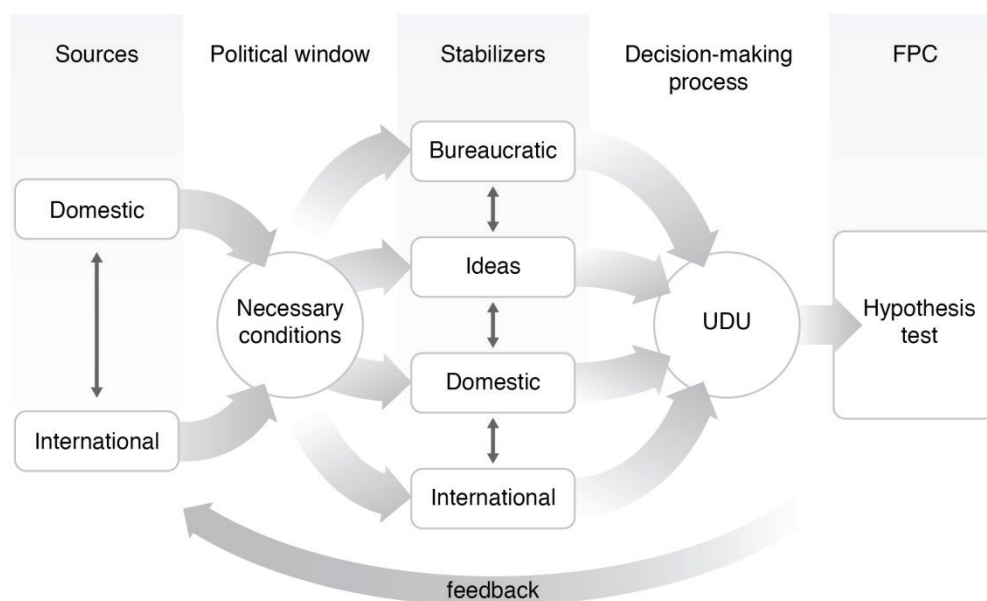 Sources
Political window
Stabilizers
Decision-making
process
FPC
Bureaucratic
Domestic
Ideas
Necessary
conditions
UDU
Hypothesis
test
Domestic
International
International
feedback